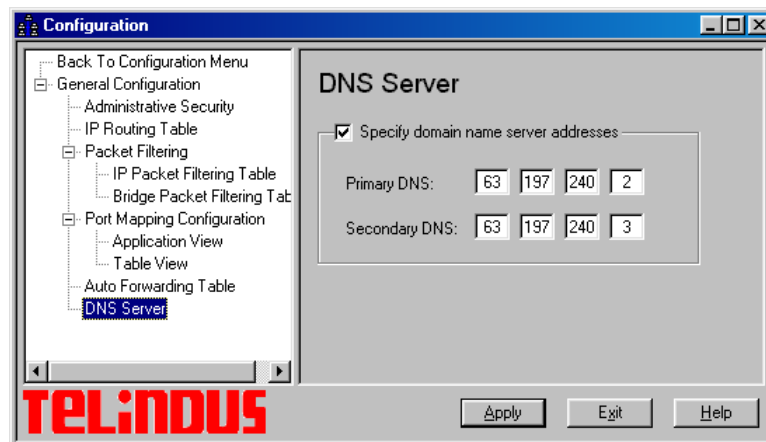 Configuration
Back To Configuration Menu
General Configuration
Administrative Security
IP Routing Table
Packet Filtering
IP Packet Filtering Table
Bridge Packet Filtering Tab
Port Mapping Configuration
Application View
Table View
Auto Forwarding Table
DNS Server
DNS Server
Specify domain name server addresses
Primary DNS: 63 197 240 2
Secondary DNS: 63 197 240 3
TELINDUS
Apply Exit Help